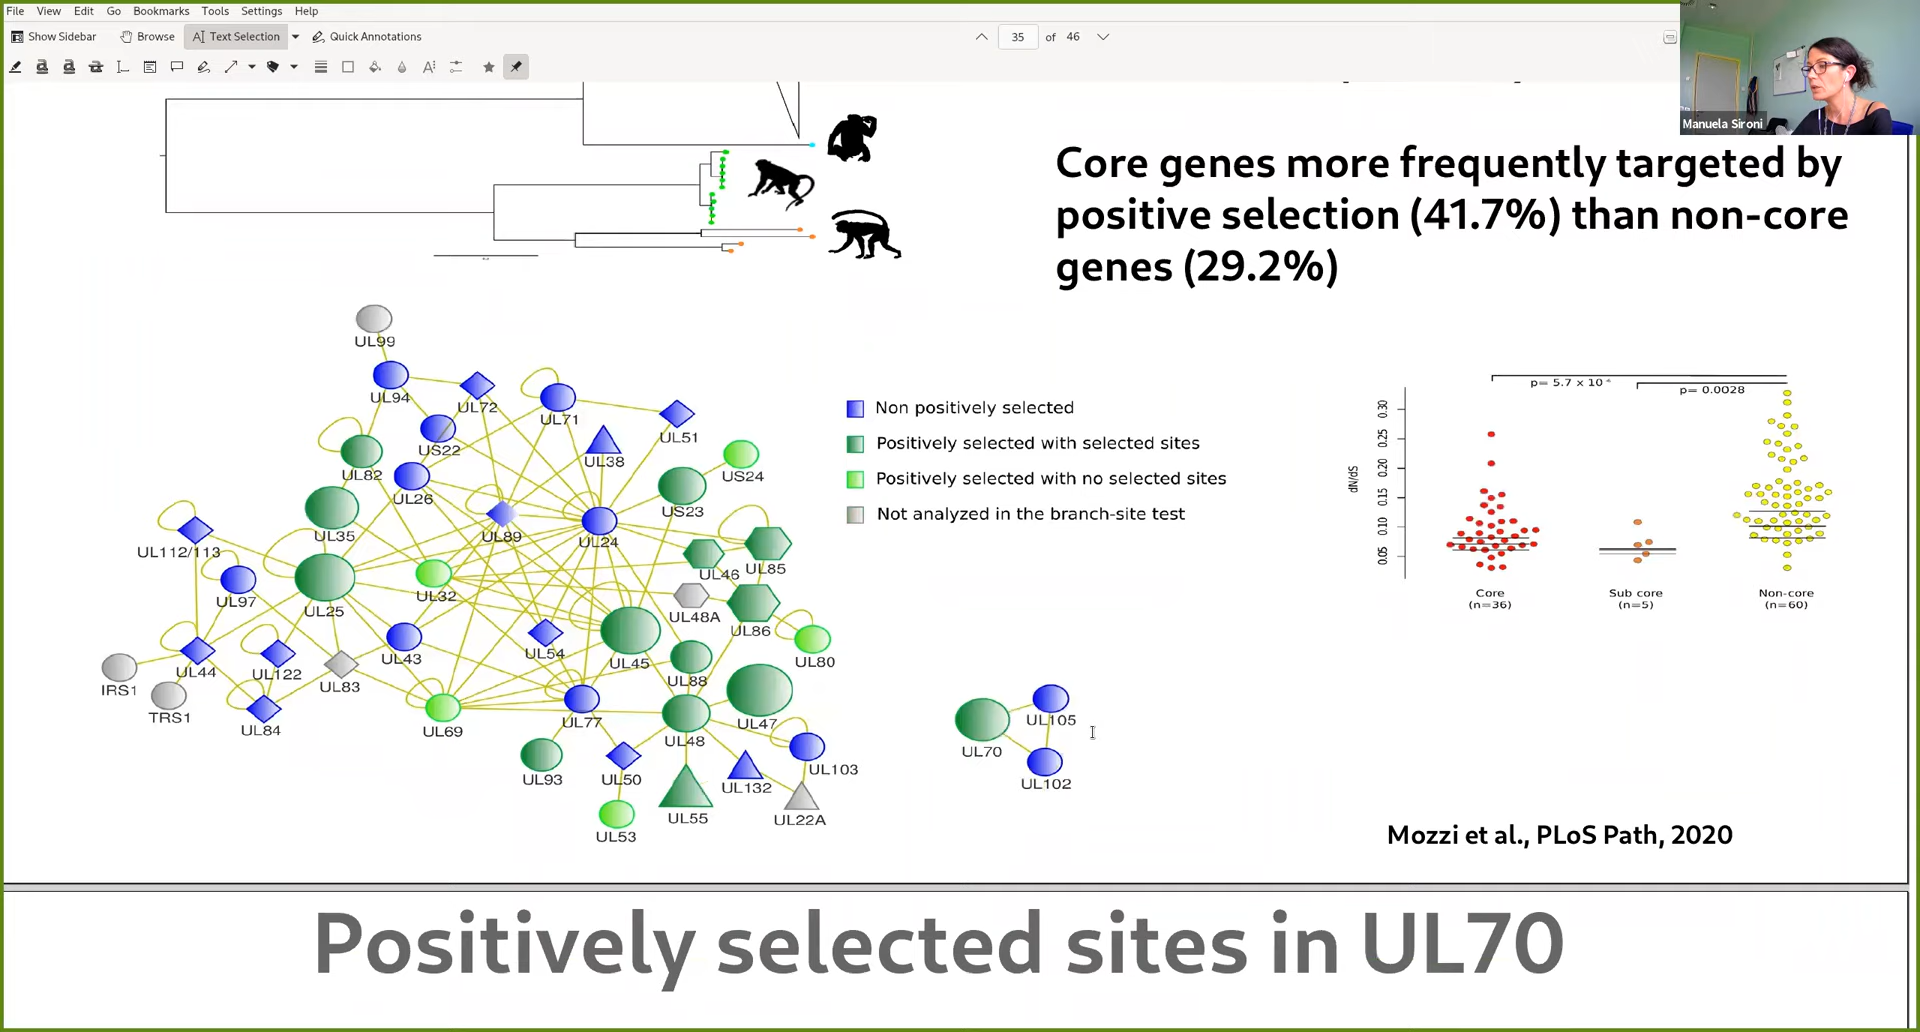 File View Edit Go Bookmarks Tools Settings Help
Show Sidebar Browse Text Selection Quick Annotations 35 of 46
Manuela Sironi
Core genes more frequently targeted by
positive selection (41.7%) than non-core
genes (29.2%)
UL99
UL94
UL72
UL71
UL51
US22
UL38
UL82
UL26
US24
US23
UL35
UL89
UL24
UL112/113
UL46
UL85
UL97
UL25
UL32
UL48A
UL86
UL44
UL122
UL83
UL43
UL54
UL45
UL80
IRS1
TRS1
UL88
UL84
UL69
UL77
UL48
UL47
UL93
UL50
UL132
UL103
UL53
UL55
UL22A
Non positively selected
Positively selected with selected sites
Positively selected with no selected sites
Not analyzed in the branch-site test
UL105
UL70
UL102
p= 5.7 x 10
p= 0.0028
dN/dS
0.30
0.25
0.20
0.15
0.10
0.05
Core Sub core Non-core
(n=36) (n=5) (n=60)
Mozzi et al., PLoS Path, 2020
Positively selected sites in UL70